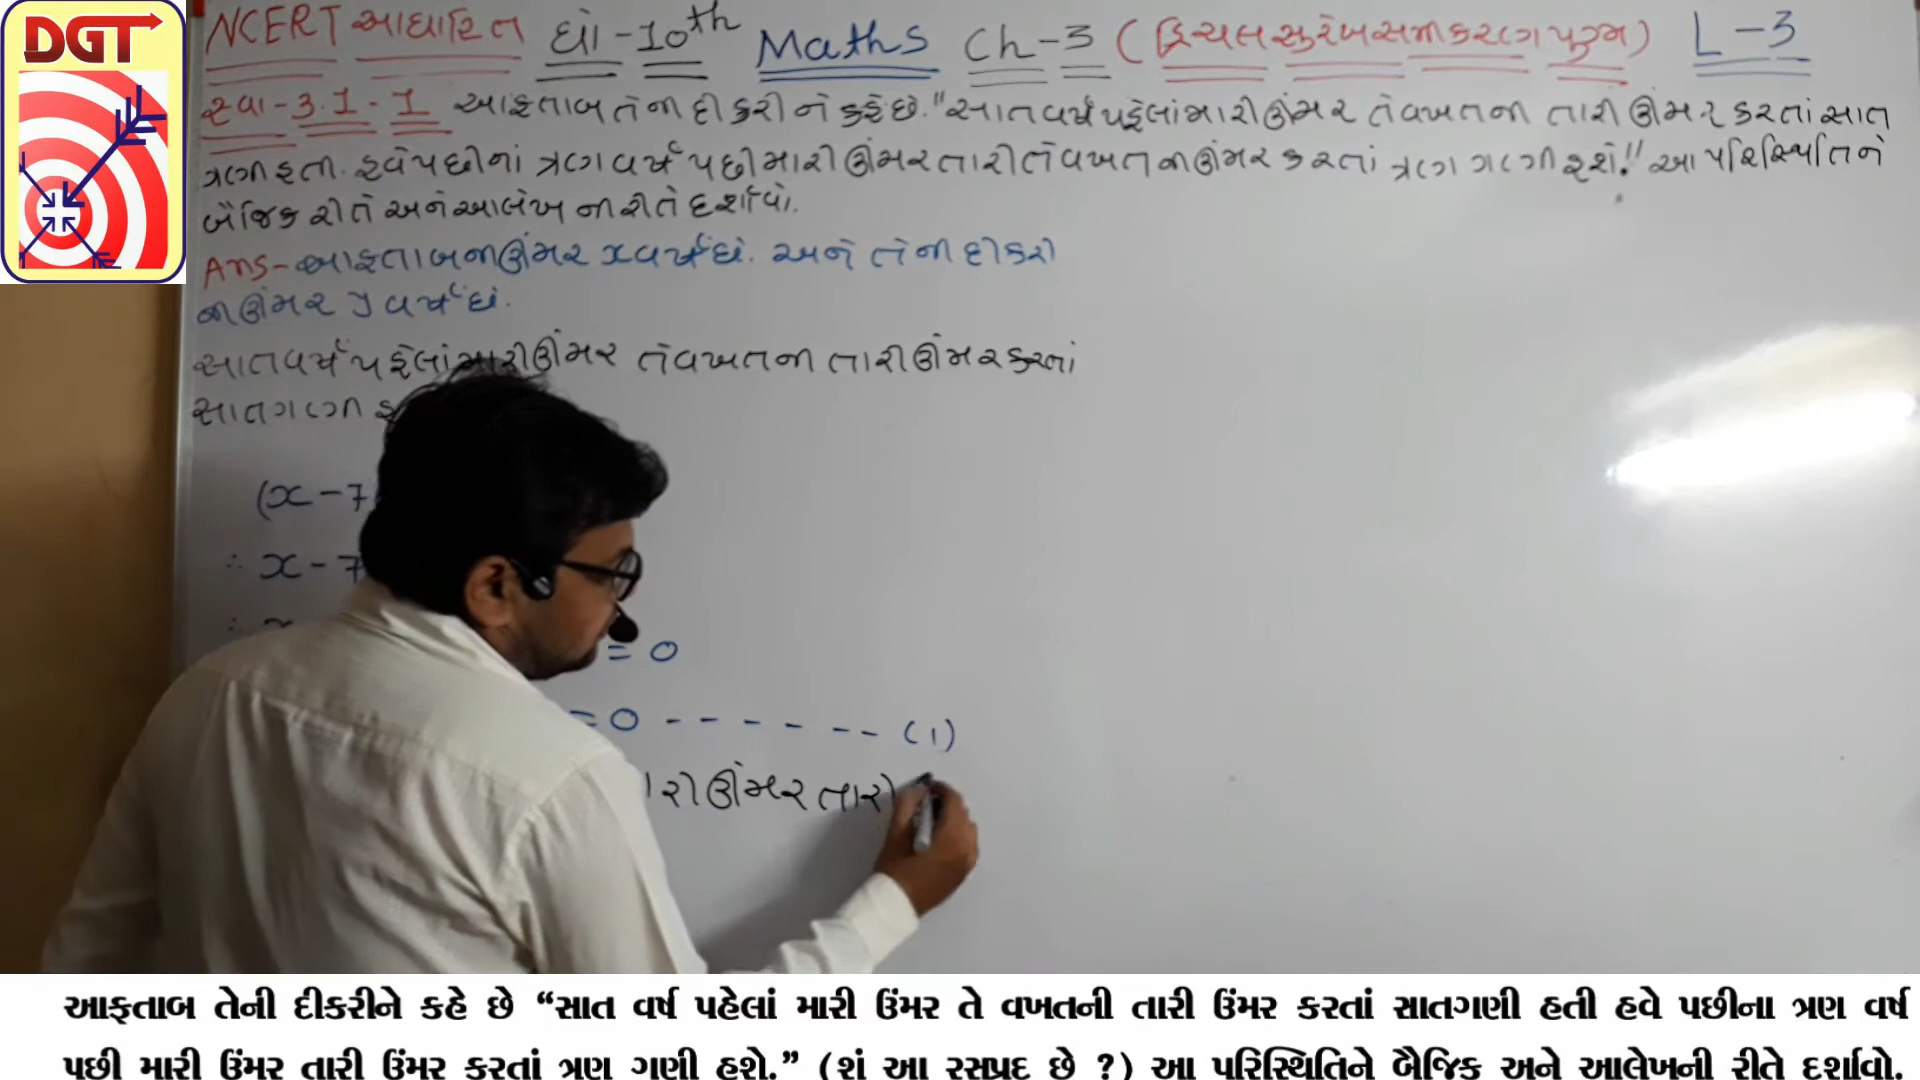 DGT
NCERT આધારિત ધો-10th Maths Ch-3 (દ્વિચલ સુરેખ સમીકરણ યુગ્મ) L-3
સ્વા-3.1-1 આફતાબ તેની દીકરીને કહે છે. "સાત વર્ષ પહેલાં મારી ઊંમર તે વખતની તારી ઊંમર કરતાં સાત
ગણી હતી. હવે પછીનાં ત્રણ વર્ષ પછી મારી ઊંમર તારી તે વખતની ઊંમર કરતાં ત્રણ ગણી હશે!" આ પરિસ્થિતિને
બૈજિક રીતે અને આલેખની રીતે દર્શાવો.
Ans- આફતાબની ઊંમર x વર્ષ છે. અને તેની દીકરી
ની ઊંમર y વર્ષ છે.
સાત વર્ષ પહેલાં મારી ઊંમર તે વખતની તારી ઊંમર કરતાં
સાત ગણી
(x - 7
∴ x - 7
∴
= 0
= 0 - - - - - - (1)
રી ઊંમર તારી
આફતાબ તેની દીકરીને કહે છે “સાત વર્ષ પહેલાં મારી ઉંમર તે વખતની તારી ઉંમર કરતાં સાતગણી હતી હવે પછીના ત્રણ વર્ષ
પછી મારી ઉંમર તારી ઉંમર કરતાં ત્રણ ગણી હશે.” (શં આ રસપ્રદ છે ?) આ પરિસ્થિતિને બૈજિક અને આલેખની રીતે દર્શાવો.